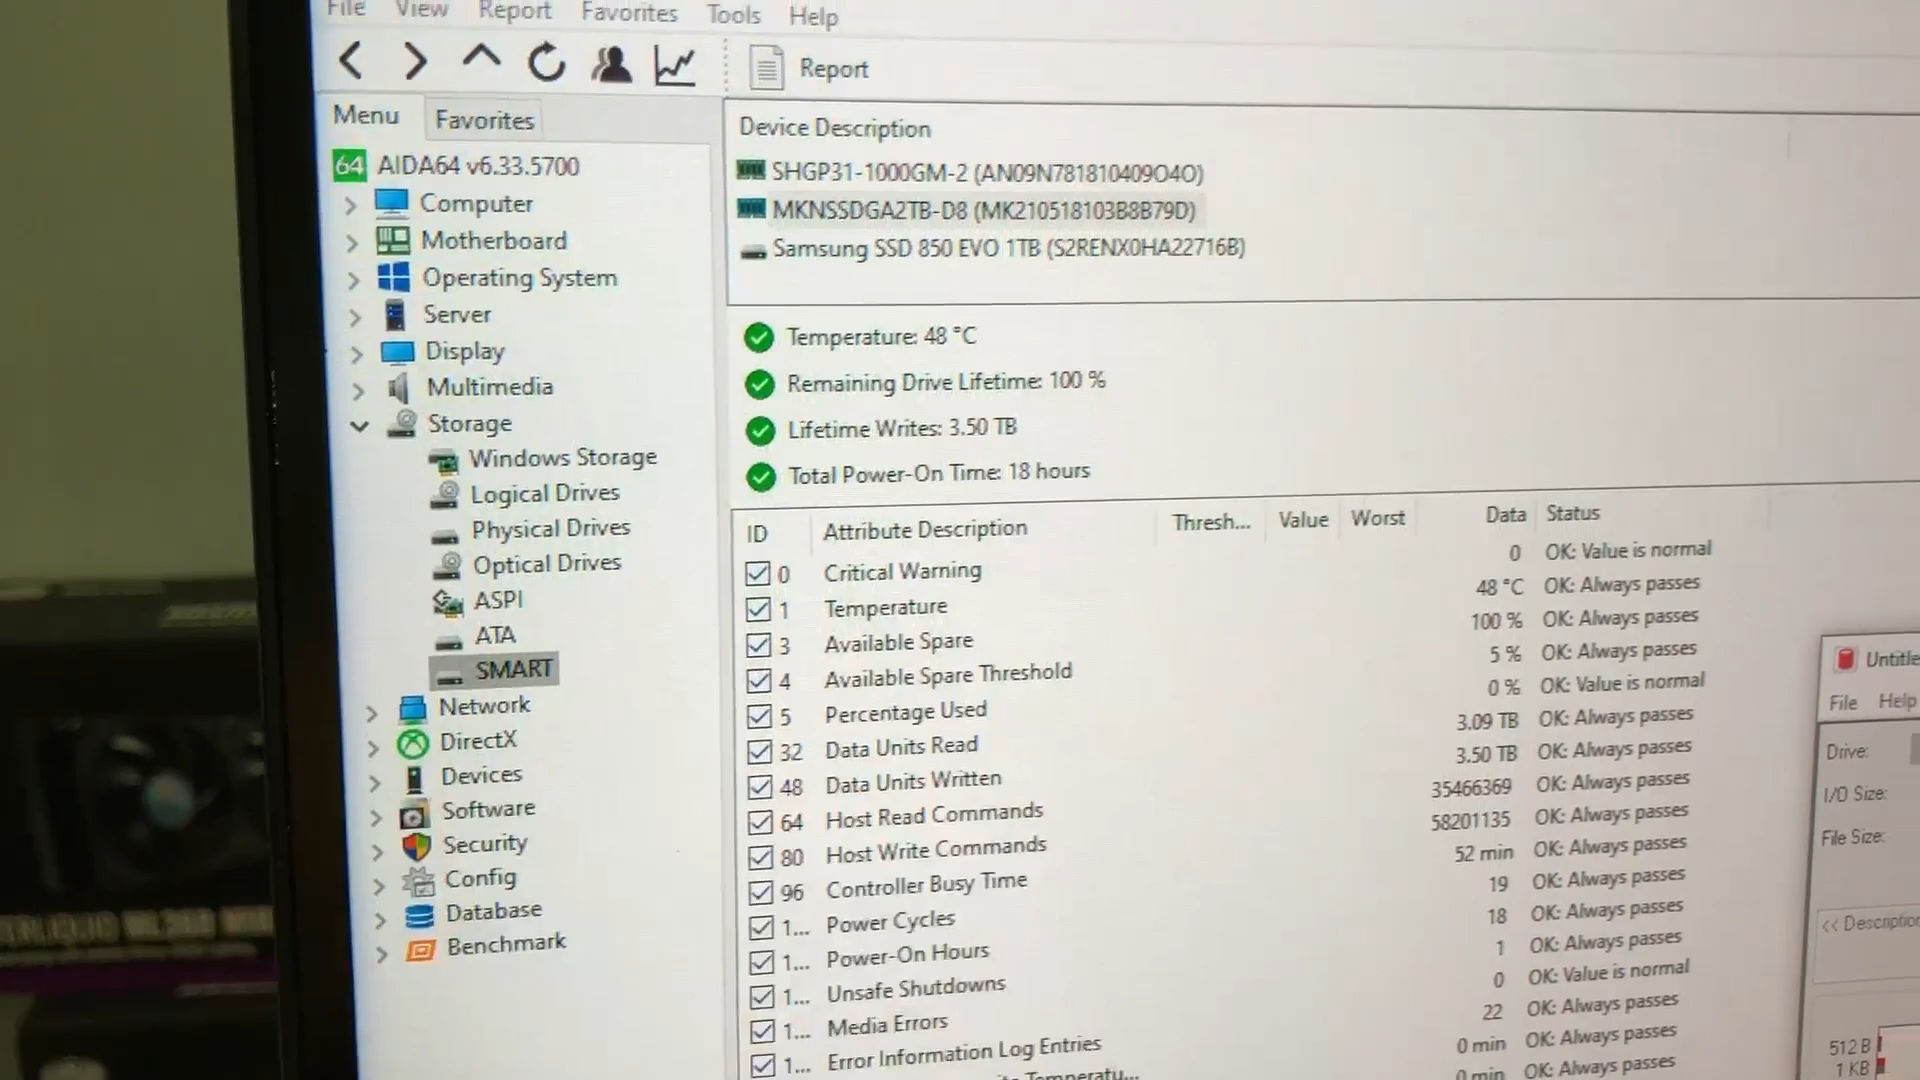 File View Report Favorites Tools Help
Report
Menu Favorites
64 AIDA64 v6.33.5700
Computer
Motherboard
Operating System
Server
Display
Multimedia
Storage
Windows Storage
Logical Drives
Physical Drives
Optical Drives
ASPI
ATA
SMART
Network
DirectX
Devices
Software
Security
Config
Database
Benchmark
Device Description
SHGP31-1000GM-2 (AN09N781810409O4O)
MKNSSDGA2TB-D8 (MK210518103B8B79D)
Samsung SSD 850 EVO 1TB (S2RENX0HA22716B)
Temperature: 48 °C
Remaining Drive Lifetime: 100 %
Lifetime Writes: 3.50 TB
Total Power-On Time: 18 hours
ID Attribute Description Thresh... Value Worst Data Status
0 Critical Warning 0 OK: Value is normal
1 Temperature 48 °C OK: Always passes
3 Available Spare 100 % OK: Always passes
4 Available Spare Threshold 5 % OK: Always passes
5 Percentage Used 0 % OK: Value is normal
32 Data Units Read 3.09 TB OK: Always passes
48 Data Units Written 3.50 TB OK: Always passes
64 Host Read Commands 35466369 OK: Always passes
80 Host Write Commands 58201135 OK: Always passes
96 Controller Busy Time 52 min OK: Always passes
1... Power Cycles 19 OK: Always passes
1... Power-On Hours 18 OK: Always passes
1... Unsafe Shutdowns 1 OK: Always passes
1... Media Errors 0 OK: Value is normal
1... Error Information Log Entries 22 OK: Always passes
0 min OK: Always passes
0 min OK: Always passes
Untitle
File Help
Drive:
I/O Size:
File Size:
<< Description
512 B
1 KB